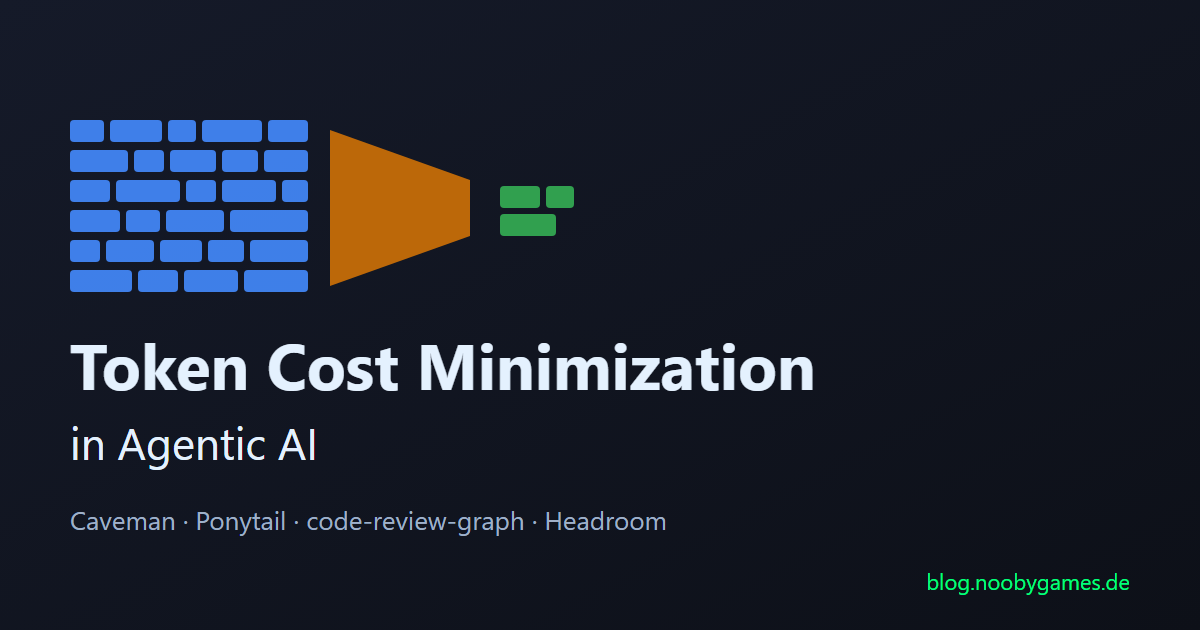 Token Cost Minimization
in Agentic AI
Caveman · Ponytail · code-review-graph · Headroom
blog.noobygames.de